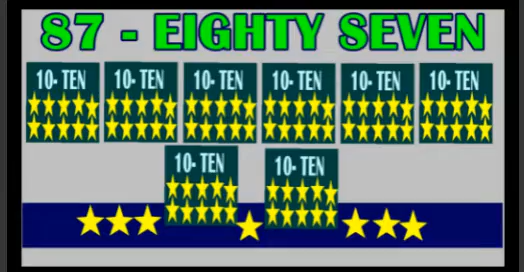 87 - EIGHTY SEVEN
10- TEN 10- TEN 10- TEN 10- TEN 10- TEN 10- TEN
10- TEN 10- TEN